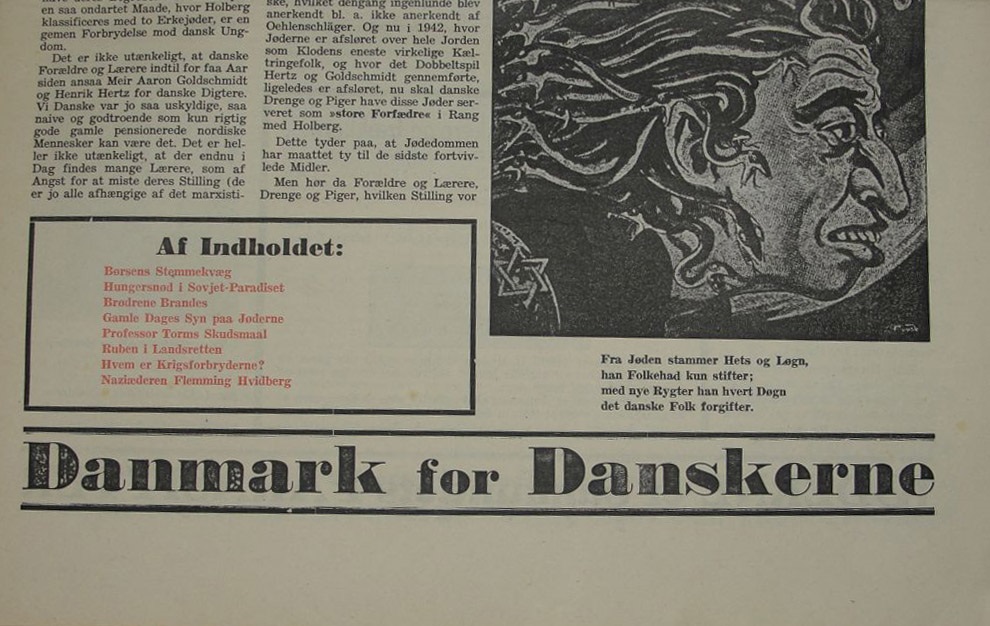 en saa ondartet Maade, hvor Holberg
klassificeres med to Erkejøder, er en
gemen Forbrydelse mod dansk Ung-
dom.
Det er ikke utænkeligt, at danske
Forældre og Lærere indtil for faa Aar
siden ansaa Meir Aaron Goldschmidt
og Henrik Hertz for danske Digtere.
Vi Danske var jo saa uskyldige, saa
naive og godtroende som kun rigtig
gode gamle pensionerede nordiske
Mennesker kan være det. Det er hel-
ler ikke utænkeligt, at der endnu i
Dag findes mange Lærere, som af
Angst for at miste deres Stilling (de
er jo alle afhængige af det marxisti-
ske, hvilket dengang ingenlunde blev
anerkendt bl. a. ikke anerkendt af
Oehlenschläger. Og nu i 1942, hvor
Jøderne er afsløret over hele Jorden
som Klodens eneste virkelige Kæl-
tringefolk, og hvor det Dobbeltspil
Hertz og Goldschmidt gennemførte,
ligeledes er afsløret, nu skal danske
Drenge og Piger have disse Jøder ser-
veret som »store Forfædre« i Rang
med Holberg.
Dette tyder paa, at Jødedommen
har maattet ty til de sidste fortviv-
lede Midler.
Men hør da Forældre og Lærere,
Drenge og Piger, hvilken Stilling vor
Af Indholdet:
Børsens Stemmekvæg
Hungersnød i Sovjet-Paradiset
Brødrene Brandes
Gamle Dages Syn paa Jøderne
Professor Torms Skudsmaal
Ruben i Landsretten
Hvem er Krigsforbryderne?
Naziæderen Flemming Hvidberg
Fra Jøden stammer Hets og Løgn,
han Folkehad kun stifter;
med nye Rygter han hvert Døgn
det danske Folk forgifter.
Danmark for Danskerne